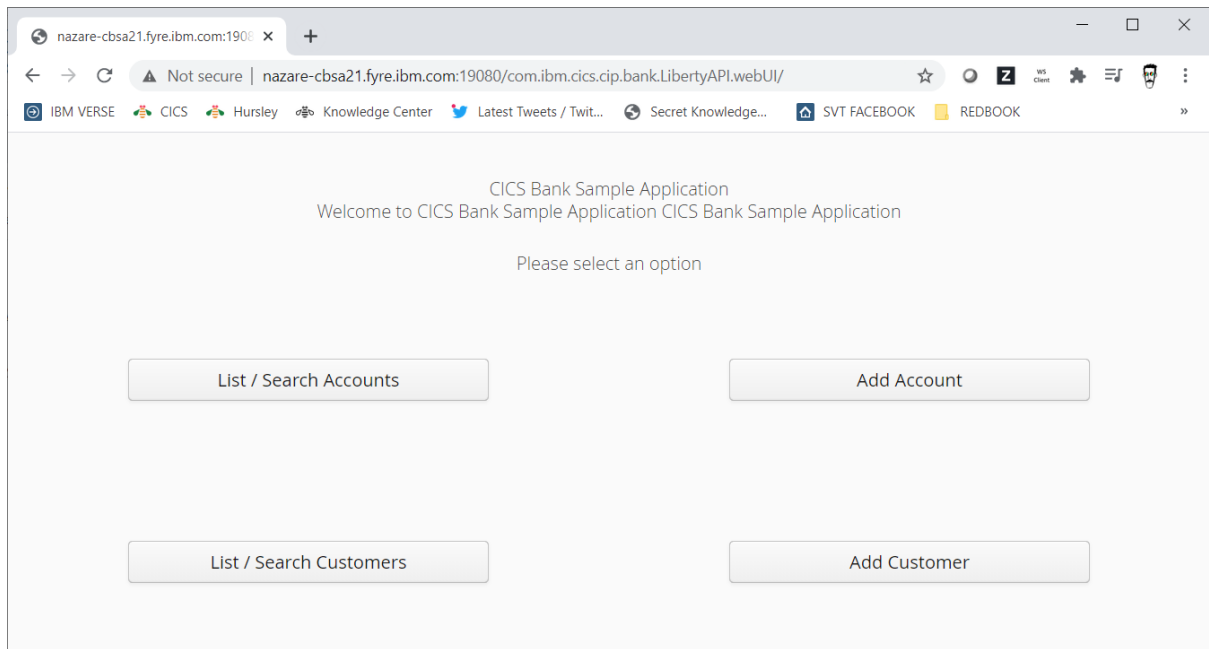 nazare-cbsa21.fyre.ibm.com:1908
Not secure | nazare-cbsa21.fyre.ibm.com:19080/com.ibm.cics.cip.bank.LibertyAPI.webUI/
Z
WS
Client
IBM VERSE CICS Hursley Knowledge Center Latest Tweets / Twit... Secret Knowledge... SVT FACEBOOK REDBOOK »
CICS Bank Sample Application
Welcome to CICS Bank Sample Application CICS Bank Sample Application
Please select an option
List / Search Accounts Add Account
List / Search Customers Add Customer